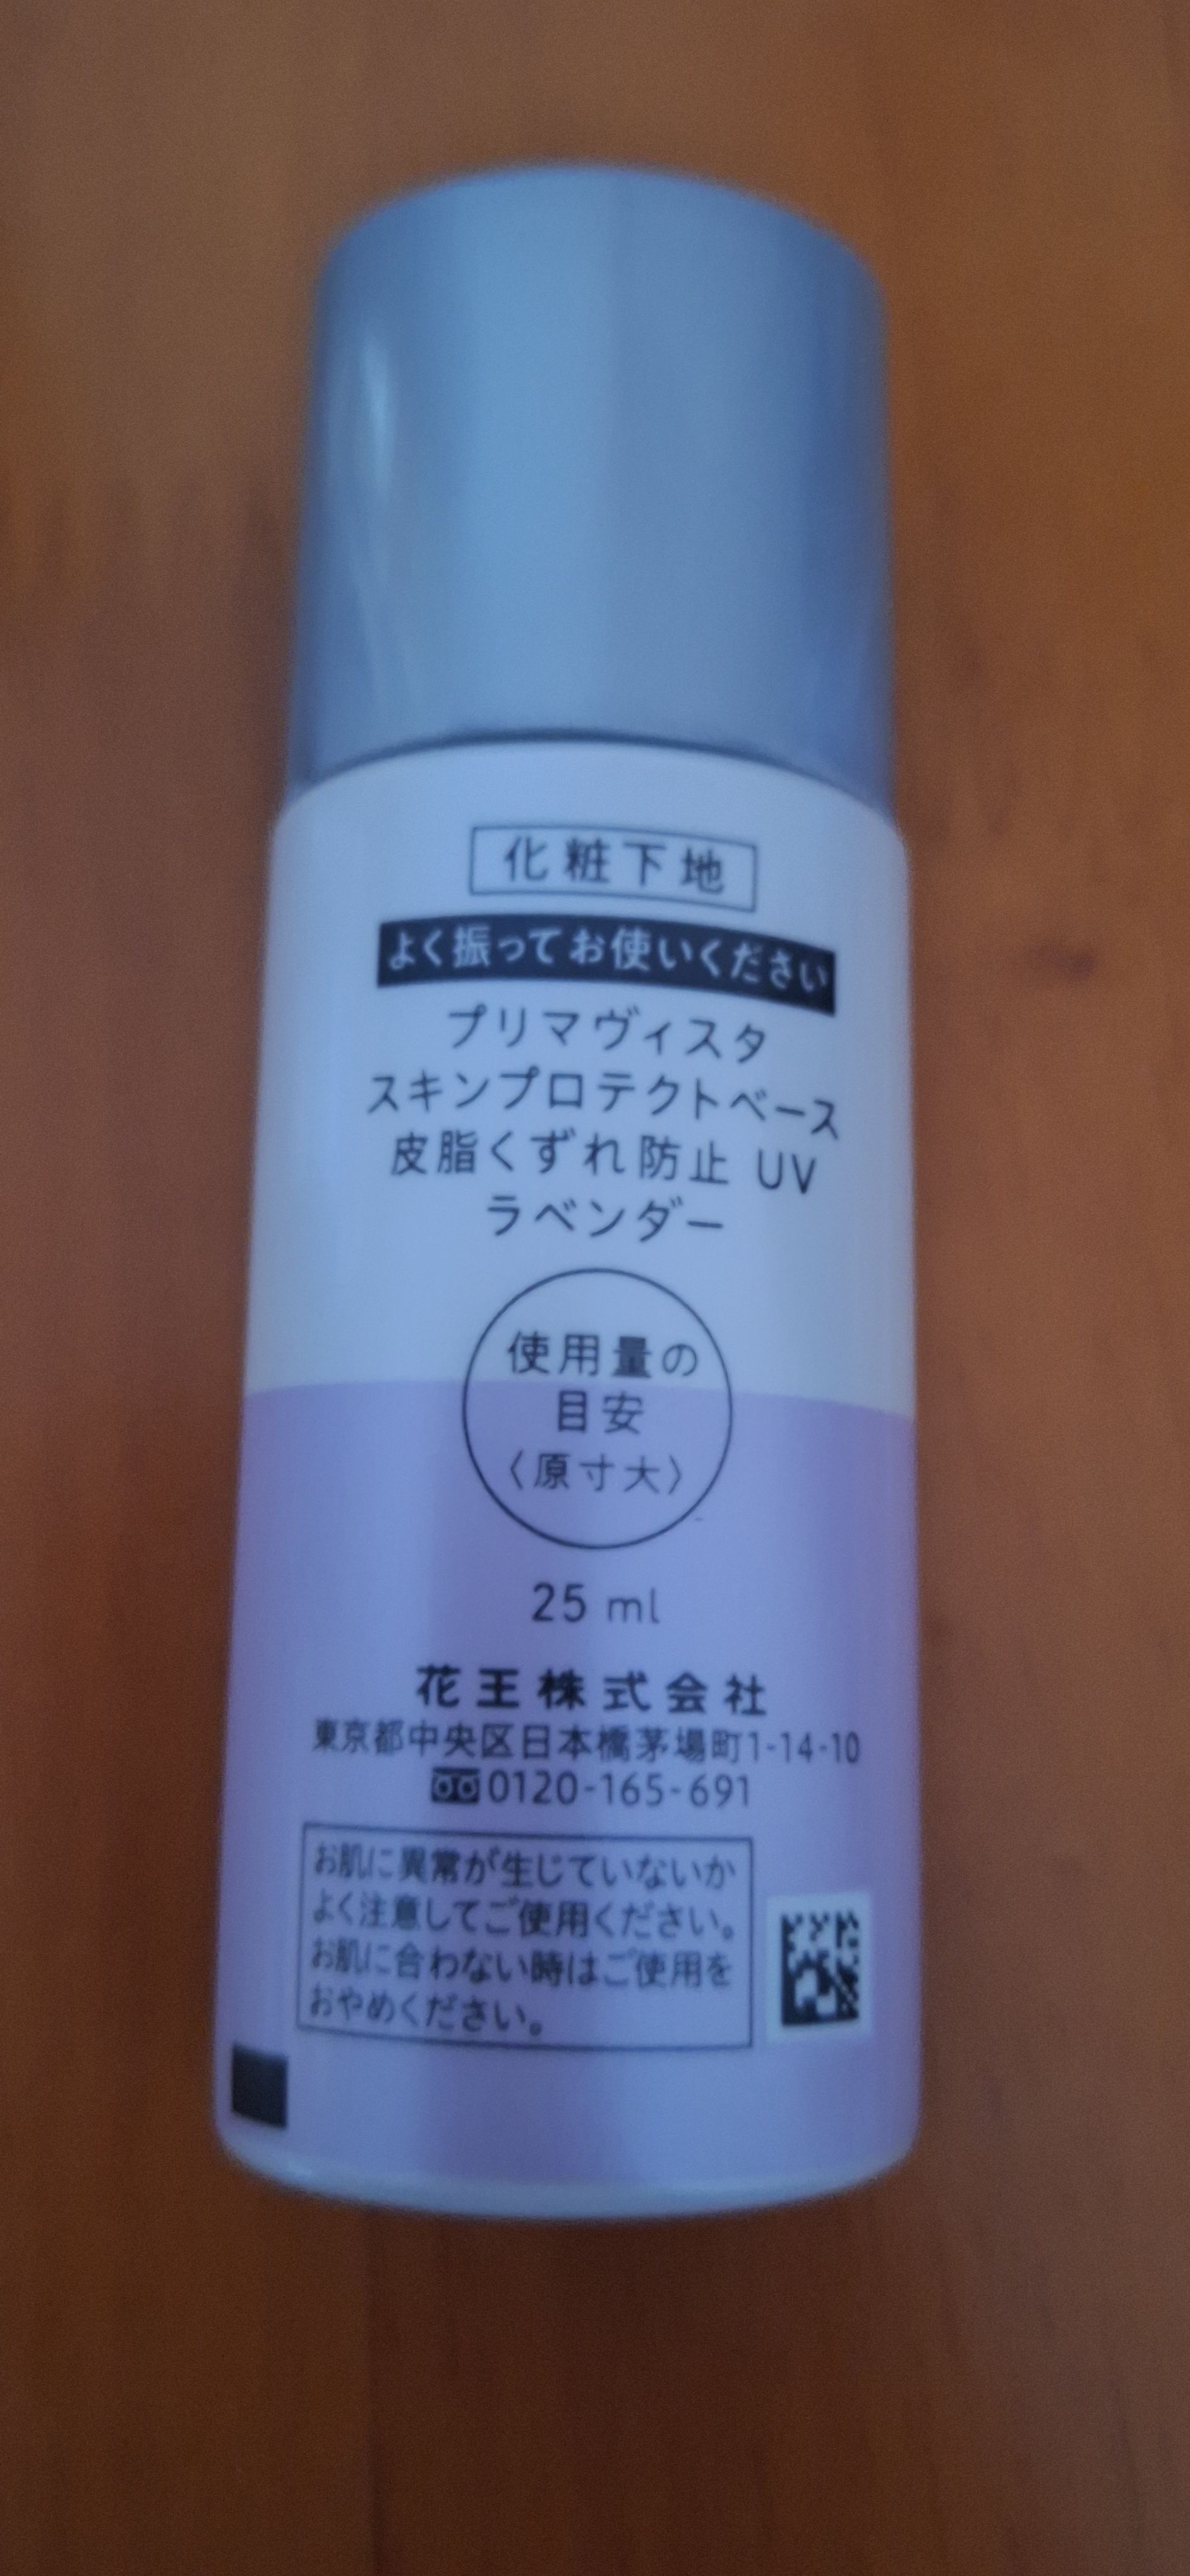 化粧下地
よく振ってお使いください
プリマヴィスタ
スキンプロテクトベース
皮脂くずれ防止 UV
ラベンダー
使用量の
目安
〈原寸大〉
25 ml
花王株式会社
東京都中央区日本橋茅場町1-14-10
0120-165-691
お肌に異常が生じていないか
よく注意してご使用ください。
お肌に合わない時はご使用を
おやめください。